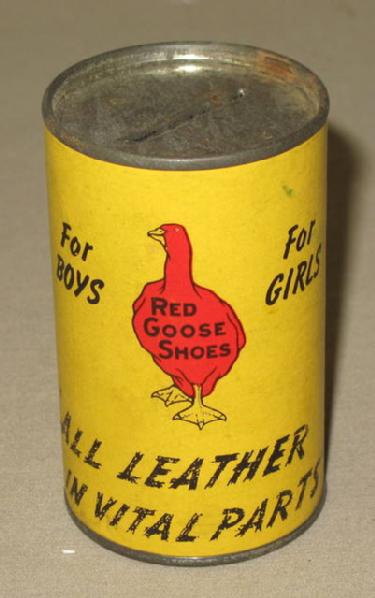 For
BOYS
For
GIRLS
RED
GOOSE
SHOES
ALL LEATHER
IN VITAL PARTS